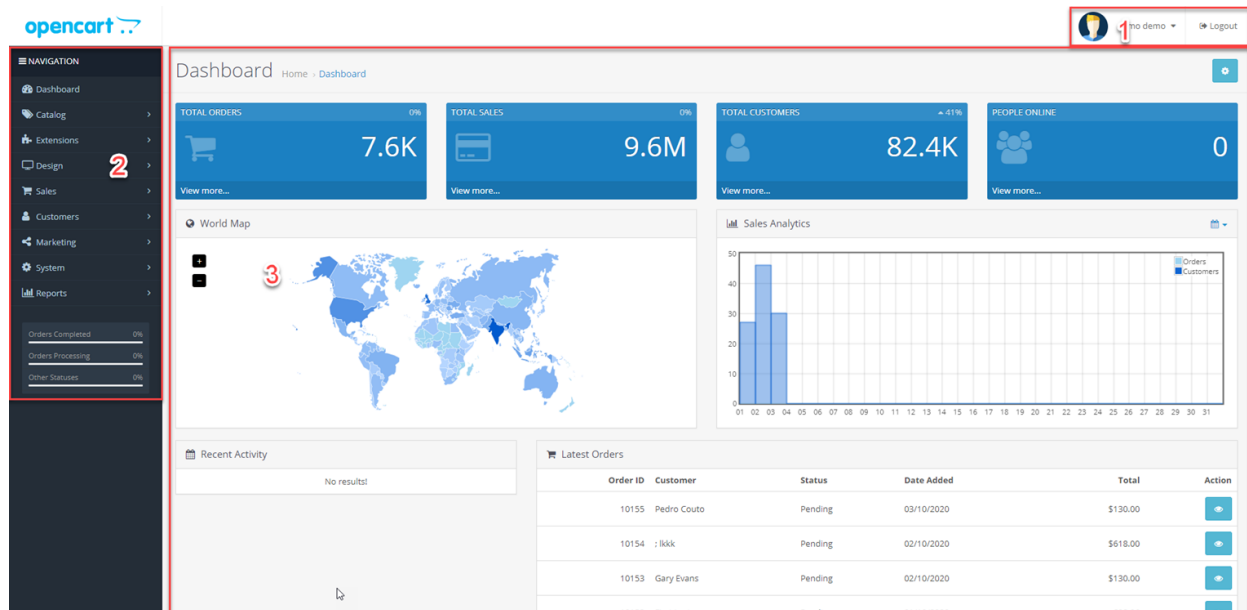 opencart
1
mo demo
Logout
NAVIGATION
Dashboard
Catalog
Extensions
Design
2
Sales
Customers
Marketing
System
Reports
Orders Completed 0%
Orders Processing 0%
Other Statuses 0%
Dashboard Home › Dashboard
TOTAL ORDERS 0%
7.6K
View more...
TOTAL SALES 0%
9.6M
View more...
TOTAL CUSTOMERS 41%
82.4K
View more...
PEOPLE ONLINE
0
View more...
World Map
+
-
3
Sales Analytics
50
40
30
20
10
0
Orders
Customers
01 02 03 04 05 06 07 08 09 10 11 12 13 14 15 16 17 18 19 20 21 22 23 24 25 26 27 28 29 30 31
Recent Activity
No results!
Latest Orders
Order ID Customer Status Date Added Total Action
10155 Pedro Couto Pending 03/10/2020 $130.00
10154 ; lkkk Pending 02/10/2020 $618.00
10153 Gary Evans Pending 02/10/2020 $130.00